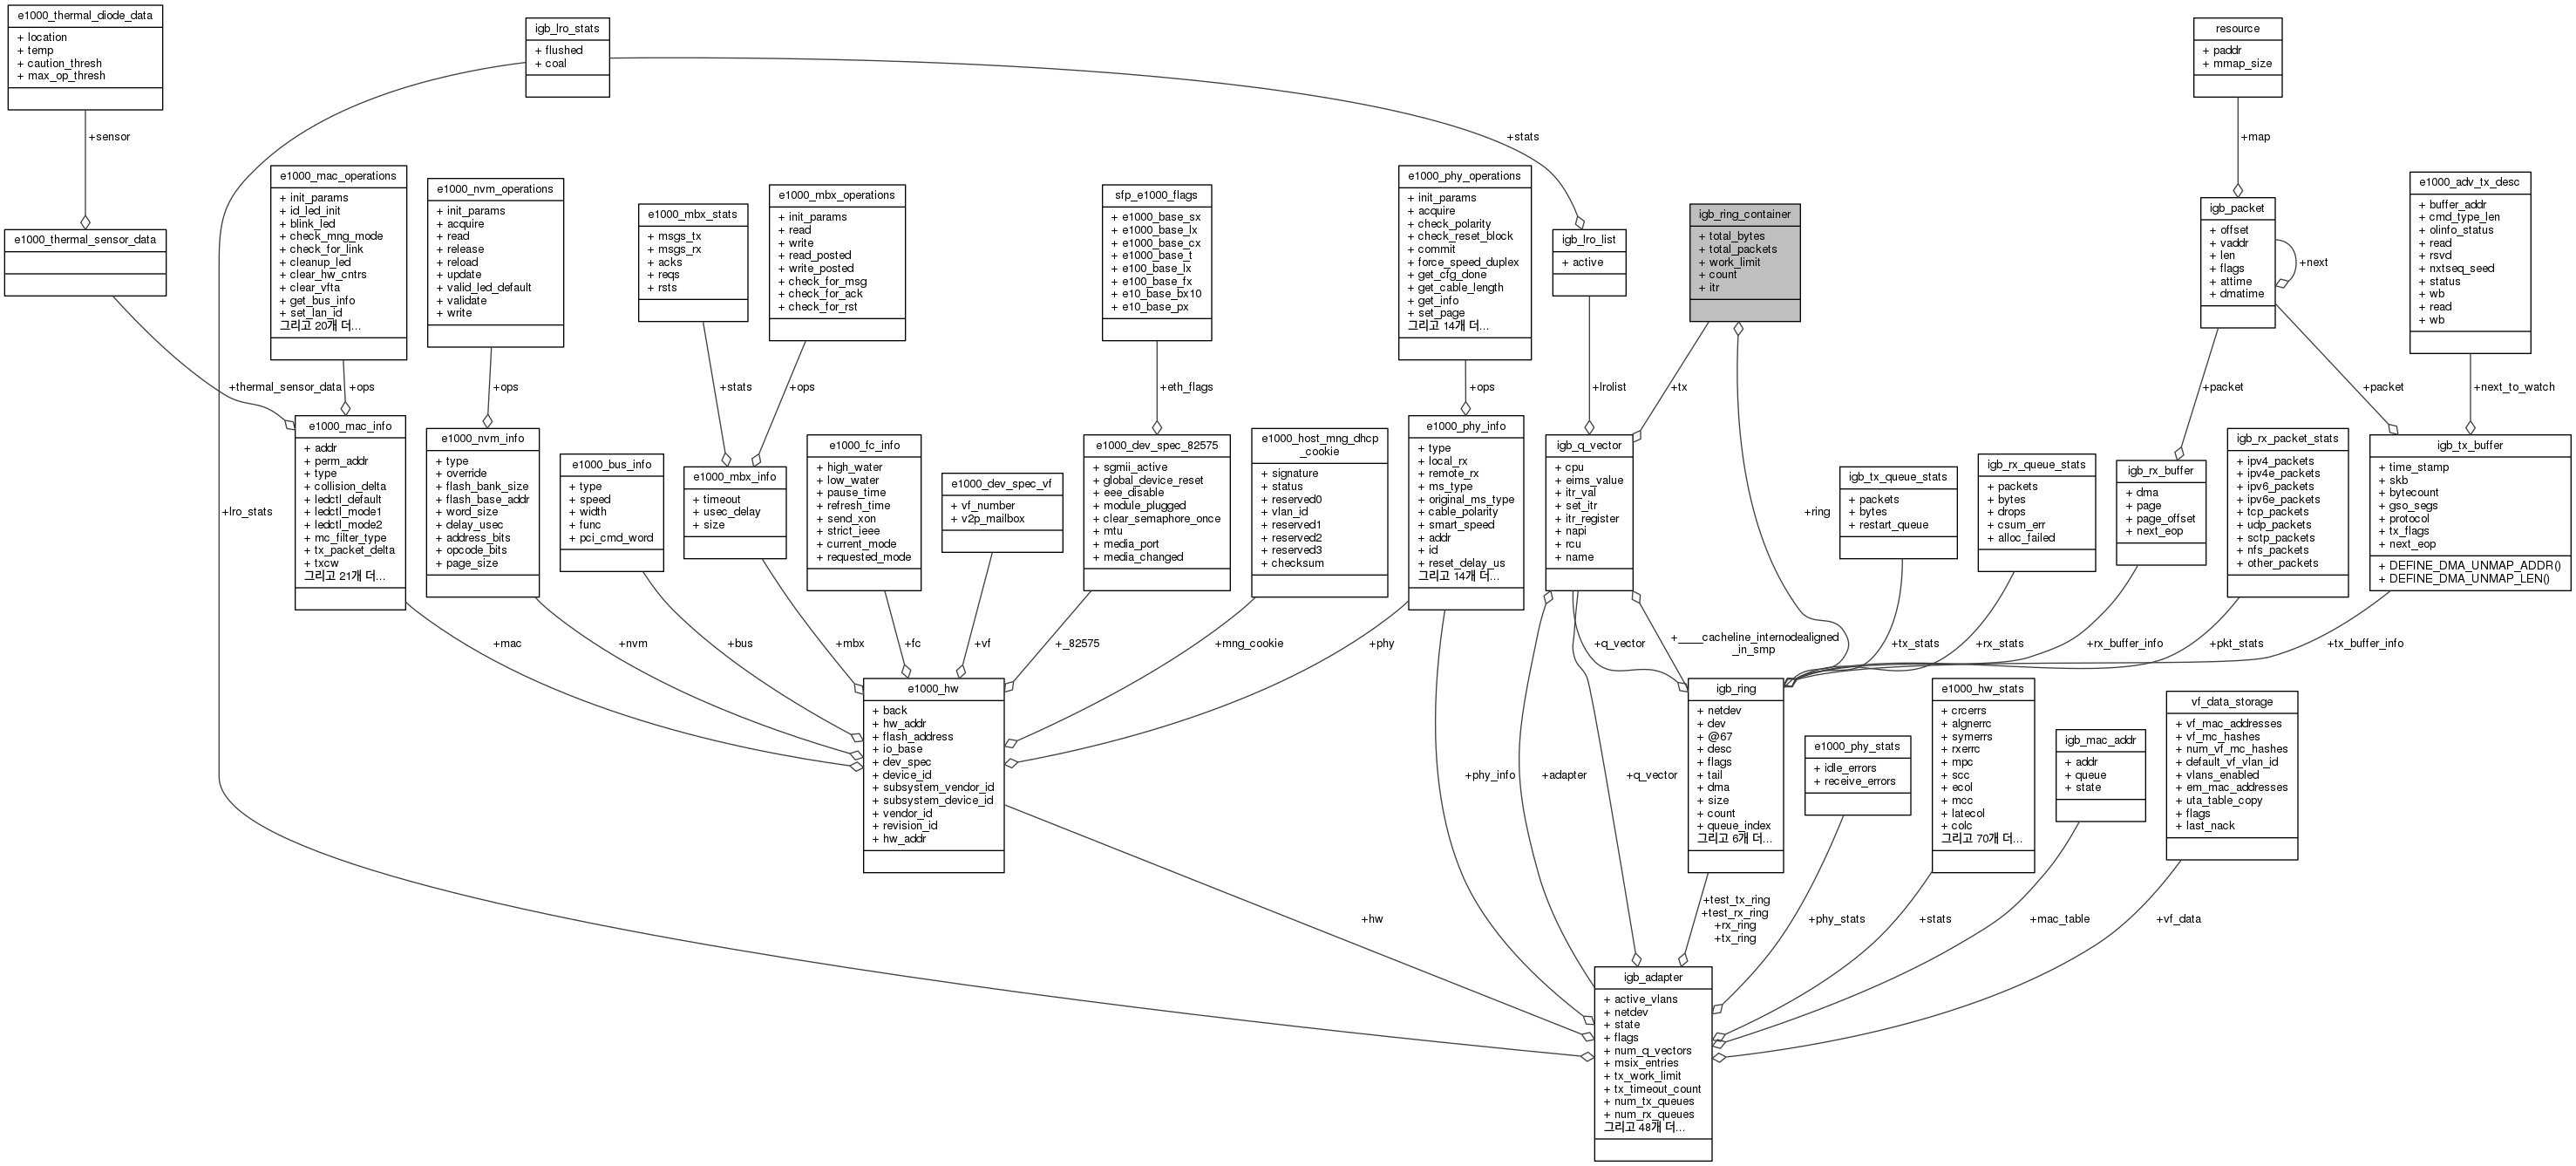 e1000_thermal_diode_data
+ location
+ temp
+ caution_thresh
+ max_op_thresh
igb_lro_stats
+ flushed
+ coal
resource
+ paddr
+ mmap_size
+sensor
+stats
+map
e1000_thermal_sensor_data
e1000_mac_operations
+ init_params
+ id_led_init
+ blink_led
+ check_mng_mode
+ check_for_link
+ cleanup_led
+ clear_hw_cntrs
+ clear_vfta
+ get_bus_info
+ set_lan_id
그리고 20개 더...
e1000_nvm_operations
+ init_params
+ acquire
+ read
+ release
+ reload
+ update
+ valid_led_default
+ validate
+ write
e1000_mbx_stats
+ msgs_tx
+ msgs_rx
+ acks
+ reqs
+ rsts
e1000_mbx_operations
+ init_params
+ read
+ write
+ read_posted
+ write_posted
+ check_for_msg
+ check_for_ack
+ check_for_rst
sfp_e1000_flags
+ e1000_base_sx
+ e1000_base_lx
+ e1000_base_cx
+ e1000_base_t
+ e100_base_lx
+ e100_base_fx
+ e10_base_bx10
+ e10_base_px
e1000_phy_operations
+ init_params
+ acquire
+ check_polarity
+ check_reset_block
+ commit
+ force_speed_duplex
+ get_cfg_done
+ get_cable_length
+ get_info
+ set_page
그리고 14개 더...
igb_lro_list
+ active
igb_ring_container
+ total_bytes
+ total_packets
+ work_limit
+ count
+ itr
igb_packet
+ offset
+ vaddr
+ len
+ flags
+ attime
+ dmatime
+next
e1000_adv_tx_desc
+ buffer_addr
+ cmd_type_len
+ olinfo_status
+ read
+ rsvd
+ nxtseq_seed
+ status
+ wb
+ read
+ wb
+thermal_sensor_data
+ops
+ops
+stats
+ops
+eth_flags
+ops
+lrolist
+tx
+packet
+packet
+next_to_watch
e1000_mac_info
+ addr
+ perm_addr
+ type
+ collision_delta
+ ledctl_default
+ ledctl_mode1
+ ledctl_mode2
+ mc_filter_type
+ tx_packet_delta
+ txcw
그리고 21개 더...
e1000_nvm_info
+ type
+ override
+ flash_bank_size
+ flash_base_addr
+ word_size
+ delay_usec
+ address_bits
+ opcode_bits
+ page_size
e1000_bus_info
+ type
+ speed
+ width
+ func
+ pci_cmd_word
e1000_mbx_info
+ timeout
+ usec_delay
+ size
e1000_fc_info
+ high_water
+ low_water
+ pause_time
+ refresh_time
+ send_xon
+ strict_ieee
+ current_mode
+ requested_mode
e1000_dev_spec_vf
+ vf_number
+ v2p_mailbox
e1000_dev_spec_82575
+ sgmii_active
+ global_device_reset
+ eee_disable
+ module_plugged
+ clear_semaphore_once
+ mtu
+ media_port
+ media_changed
e1000_host_mng_dhcp
_cookie
+ signature
+ status
+ reserved0
+ vlan_id
+ reserved1
+ reserved2
+ reserved3
+ checksum
e1000_phy_info
+ type
+ local_rx
+ remote_rx
+ ms_type
+ original_ms_type
+ cable_polarity
+ smart_speed
+ addr
+ id
+ reset_delay_us
그리고 14개 더...
igb_q_vector
+ cpu
+ eims_value
+ itr_val
+ set_itr
+ itr_register
+ napi
+ rcu
+ name
+ring
igb_tx_queue_stats
+ packets
+ bytes
+ restart_queue
igb_rx_queue_stats
+ packets
+ bytes
+ drops
+ csum_err
+ alloc_failed
igb_rx_buffer
+ dma
+ page
+ page_offset
+ next_eop
igb_rx_packet_stats
+ ipv4_packets
+ ipv4e_packets
+ ipv6_packets
+ ipv6e_packets
+ tcp_packets
+ udp_packets
+ sctp_packets
+ nfs_packets
+ other_packets
igb_tx_buffer
+ time_stamp
+ skb
+ bytecount
+ gso_segs
+ protocol
+ tx_flags
+ next_eop
+ DEFINE_DMA_UNMAP_ADDR()
+ DEFINE_DMA_UNMAP_LEN()
+lro_stats
+mac
+nvm
+bus
+mbx
+fc
+vf
+_82575
+mng_cookie
+phy
+q_vector
+____cacheline_internodealigned
_in_smp
+tx_stats
+rx_stats
+rx_buffer_info
+pkt_stats
+tx_buffer_info
e1000_hw
+ back
+ hw_addr
+ flash_address
+ io_base
+ dev_spec
+ device_id
+ subsystem_vendor_id
+ subsystem_device_id
+ vendor_id
+ revision_id
+ hw_addr
+phy_info
+adapter
+q_vector
igb_ring
+ netdev
+ dev
+ @67
+ desc
+ flags
+ tail
+ dma
+ size
+ count
+ queue_index
그리고 6개 더...
e1000_phy_stats
+ idle_errors
+ receive_errors
e1000_hw_stats
+ crcerrs
+ algnerrc
+ symerrs
+ rxerrc
+ mpc
+ scc
+ ecol
+ mcc
+ latecol
+ colc
그리고 70개 더...
igb_mac_addr
+ addr
+ queue
+ state
vf_data_storage
+ vf_mac_addresses
+ vf_mc_hashes
+ num_vf_mc_hashes
+ default_vf_vlan_id
+ vlans_enabled
+ em_mac_addresses
+ uta_table_copy
+ flags
+ last_nack
+hw
+test_tx_ring
+test_rx_ring
+rx_ring
+tx_ring
+phy_stats
+stats
+mac_table
+vf_data
igb_adapter
+ active_vlans
+ netdev
+ state
+ flags
+ num_q_vectors
+ msix_entries
+ tx_work_limit
+ tx_timeout_count
+ num_tx_queues
+ num_rx_queues
그리고 48개 더...